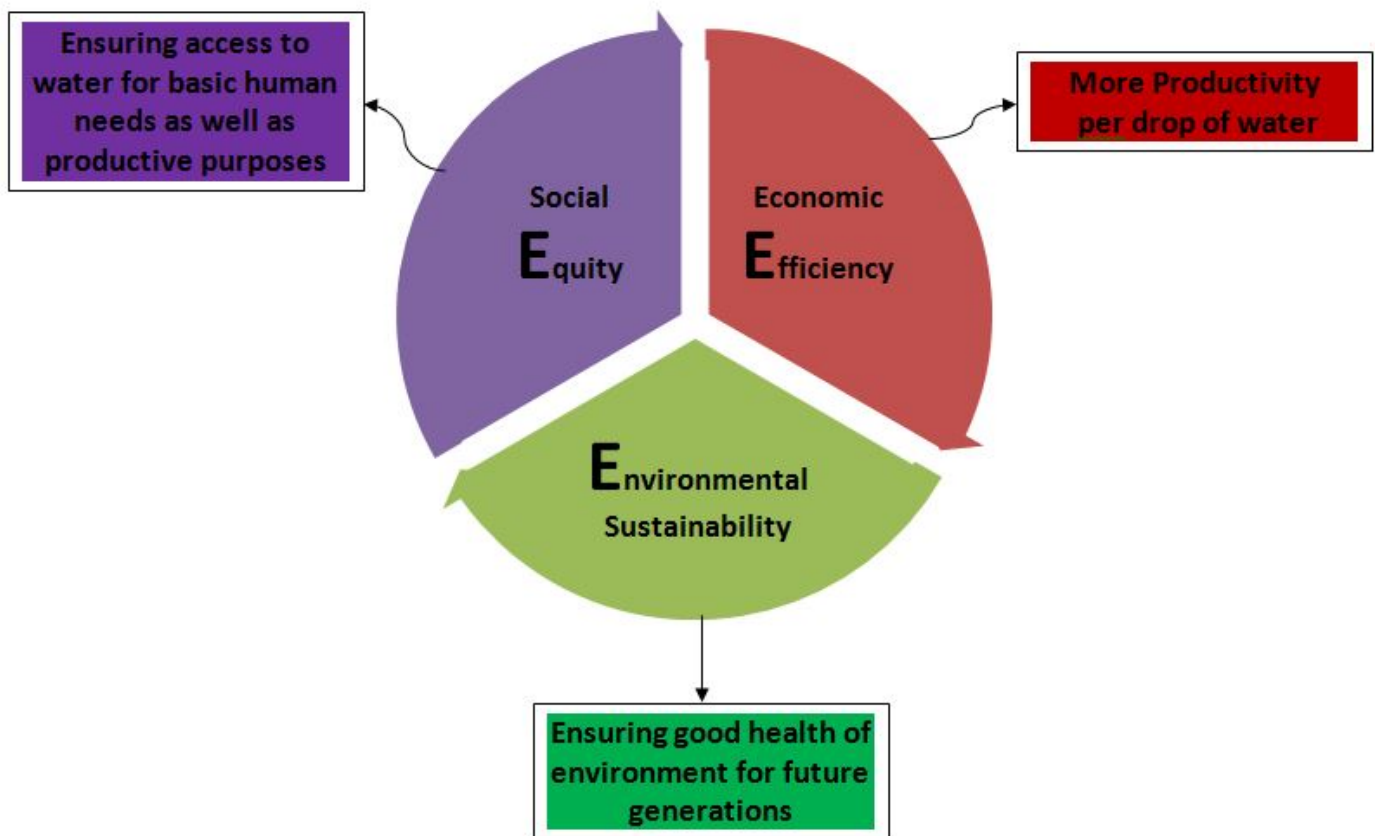 Ensuring access to
water for basic human
needs as well as
productive purposes
More Productivity
per drop of water
Social
Equity
Economic
Efficiency
Environmental
Sustainability
Ensuring good health of
environment for future
generations